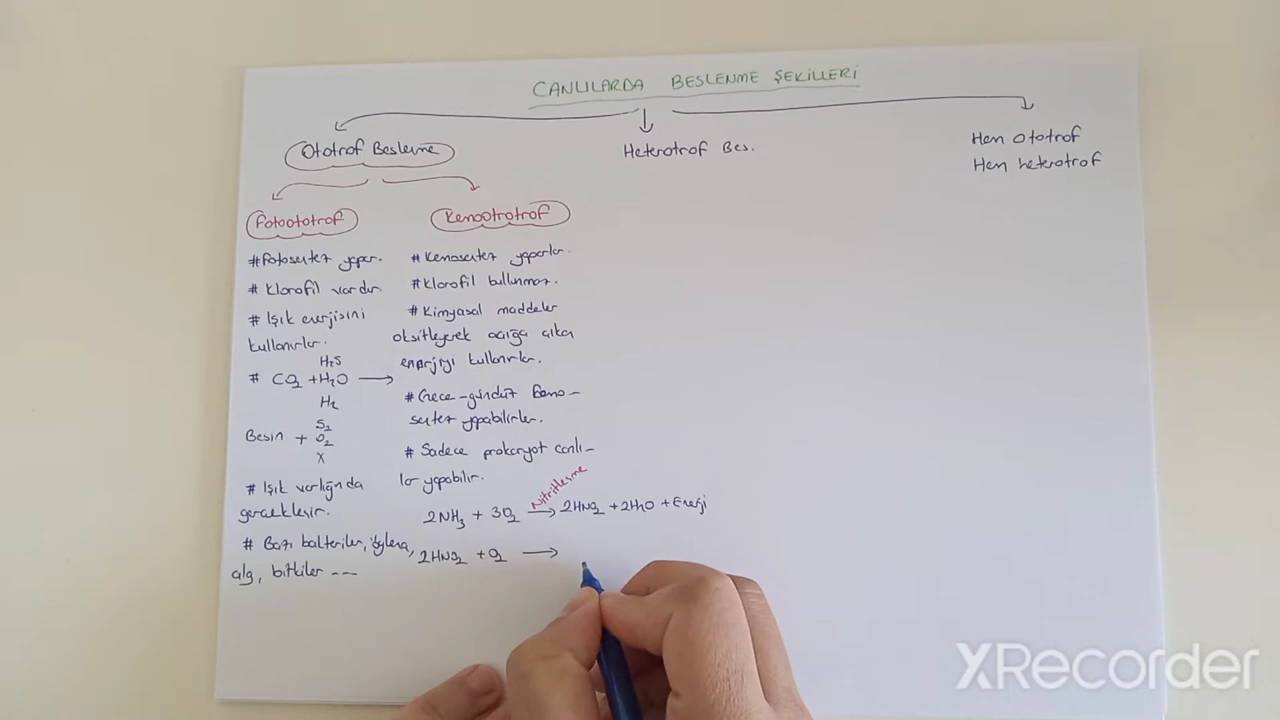 CANLILARDA BESLENME ŞEKİLLERİ
Ototrof Beslenme
Heterotrof Bes.
Hem ototrof
Hem heterotrof
Fotoototrof
#Fotosentez yapar.
# Klorofil vardır.
# Işık enerjisini
kullanırlar.
H₂S
# CO₂ + H₂O →
H₂
S₂
Besin + O₂
X
# Işık varlığında
gerçekleşir.
# Bazı bakteriler, öglena,
alg, bitkiler ---
Kemoototrof
# Kemosentez yaparlar.
#Klorofil bulunmaz.
# Kimyasal maddeler
oksitleyerek açığa çıkan
enerjiyi kullanırlar.
# Gece-gündüz kemo-
sentez yapabilirler.
# Sadece prokaryot canlı-
lar yapabilir.
Nitritleşme
2NH₃ + 3O₂ → 2HNO₂ + 2H₂O + Enerji
2HNO₂ + O₂ →
XRecorder